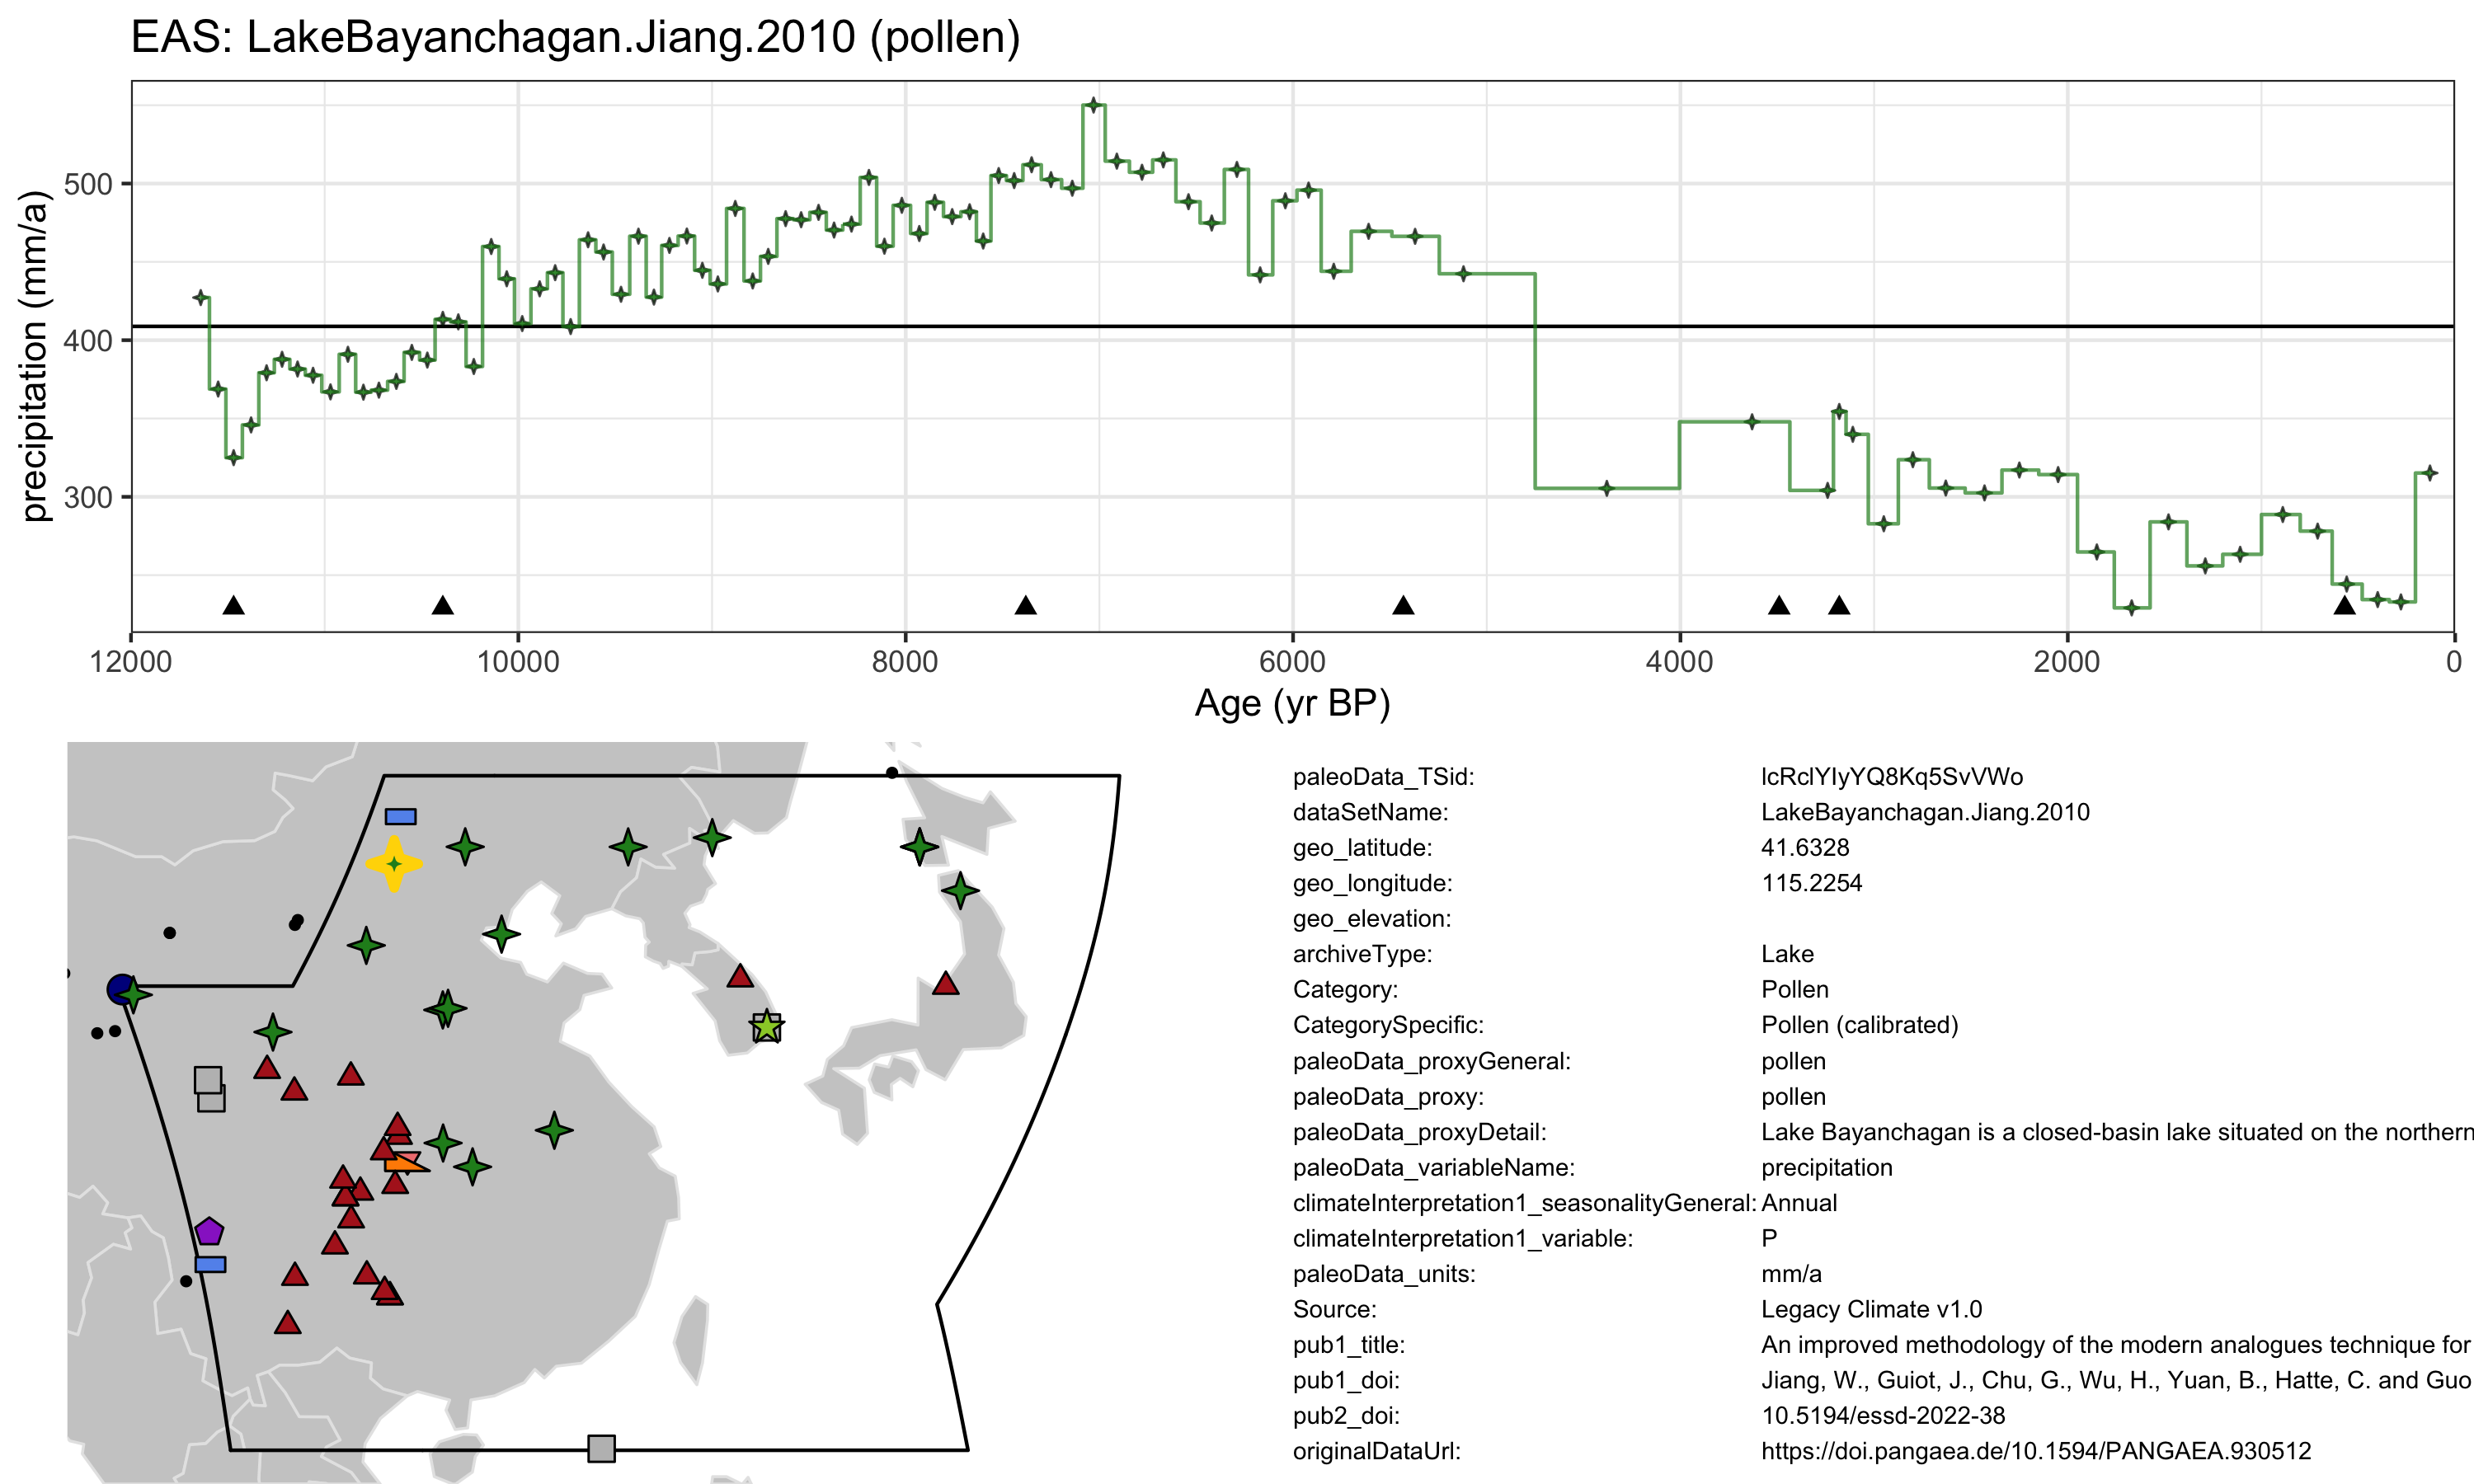 EAS: LakeBayanchagan.Jiang.2010 (pollen)
precipitation (mm/a)
500
400
300
12000 10000 8000 6000 4000 2000 0
Age (yr BP)
paleoData_TSid: lcRclYIyYQ8Kq5SvVWo
dataSetName: LakeBayanchagan.Jiang.2010
geo_latitude: 41.6328
geo_longitude: 115.2254
geo_elevation:
archiveType: Lake
Category: Pollen
CategorySpecific: Pollen (calibrated)
paleoData_proxyGeneral: pollen
paleoData_proxy: pollen
paleoData_proxyDetail: Lake Bayanchagan is a closed-basin lake situated on the northern
paleoData_variableName: precipitation
climateInterpretation1_seasonalityGeneral: Annual
climateInterpretation1_variable: P
paleoData_units: mm/a
Source: Legacy Climate v1.0
pub1_title: An improved methodology of the modern analogues technique for
pub1_doi: Jiang, W., Guiot, J., Chu, G., Wu, H., Yuan, B., Hatte, C. and Guo
pub2_doi: 10.5194/essd-2022-38
originalDataUrl: https://doi.pangaea.de/10.1594/PANGAEA.930512